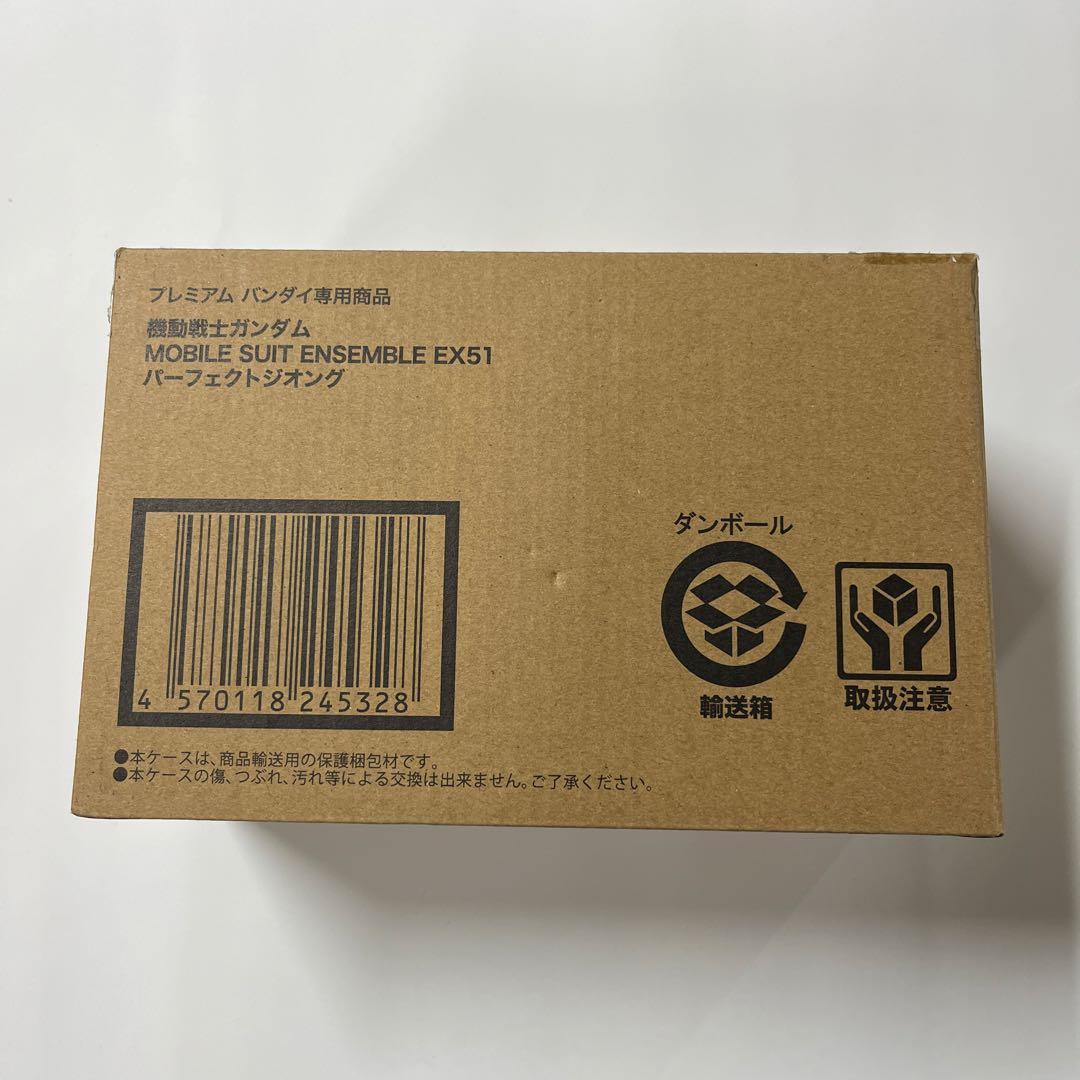 プレミアム バンダイ専用商品
機動戦士ガンダム
MOBILE SUIT ENSEMBLE EX51
パーフェクトジオング
4 570118 245328
ダンボール
輸送箱
取扱注意
●本ケースは、商品輸送用の保護梱包材です。
●本ケースの傷、つぶれ、汚れ等による交換は出来ません。ご了承ください。